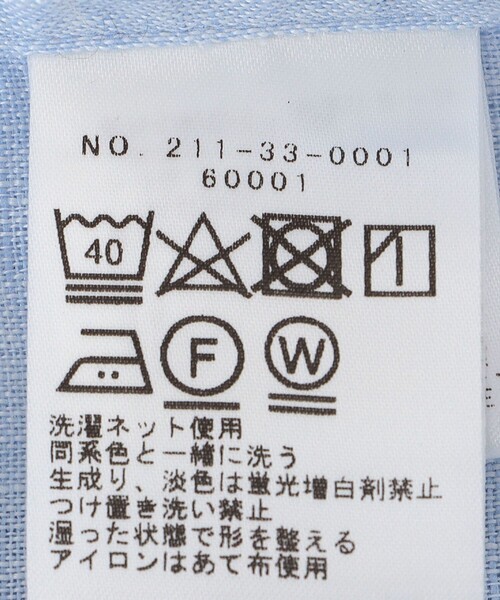 NO. 211-33-0001
60001
40
F W
洗濯ネット使用
同系色と一緒に洗う
生成り、淡色は蛍光増白剤禁止
つけ置き洗い禁止
湿った状態で形を整える
アイロンはあて布使用